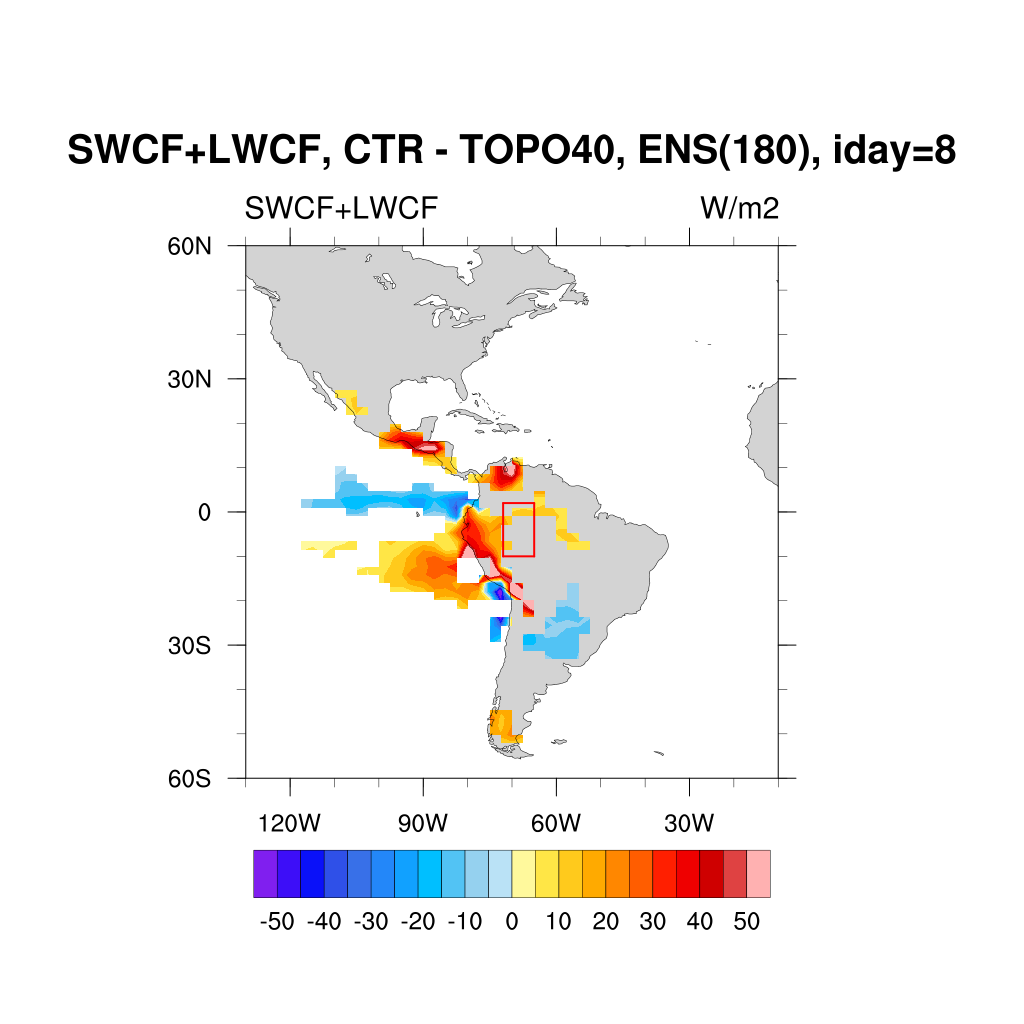 SWCF+LWCF, CTR - TOPO40, ENS(180), iday=8
SWCF+LWCF W/m2
60N
30N
0
30S
60S
120W 90W 60W 30W
-50 -40 -30 -20 -10 0 10 20 30 40 50